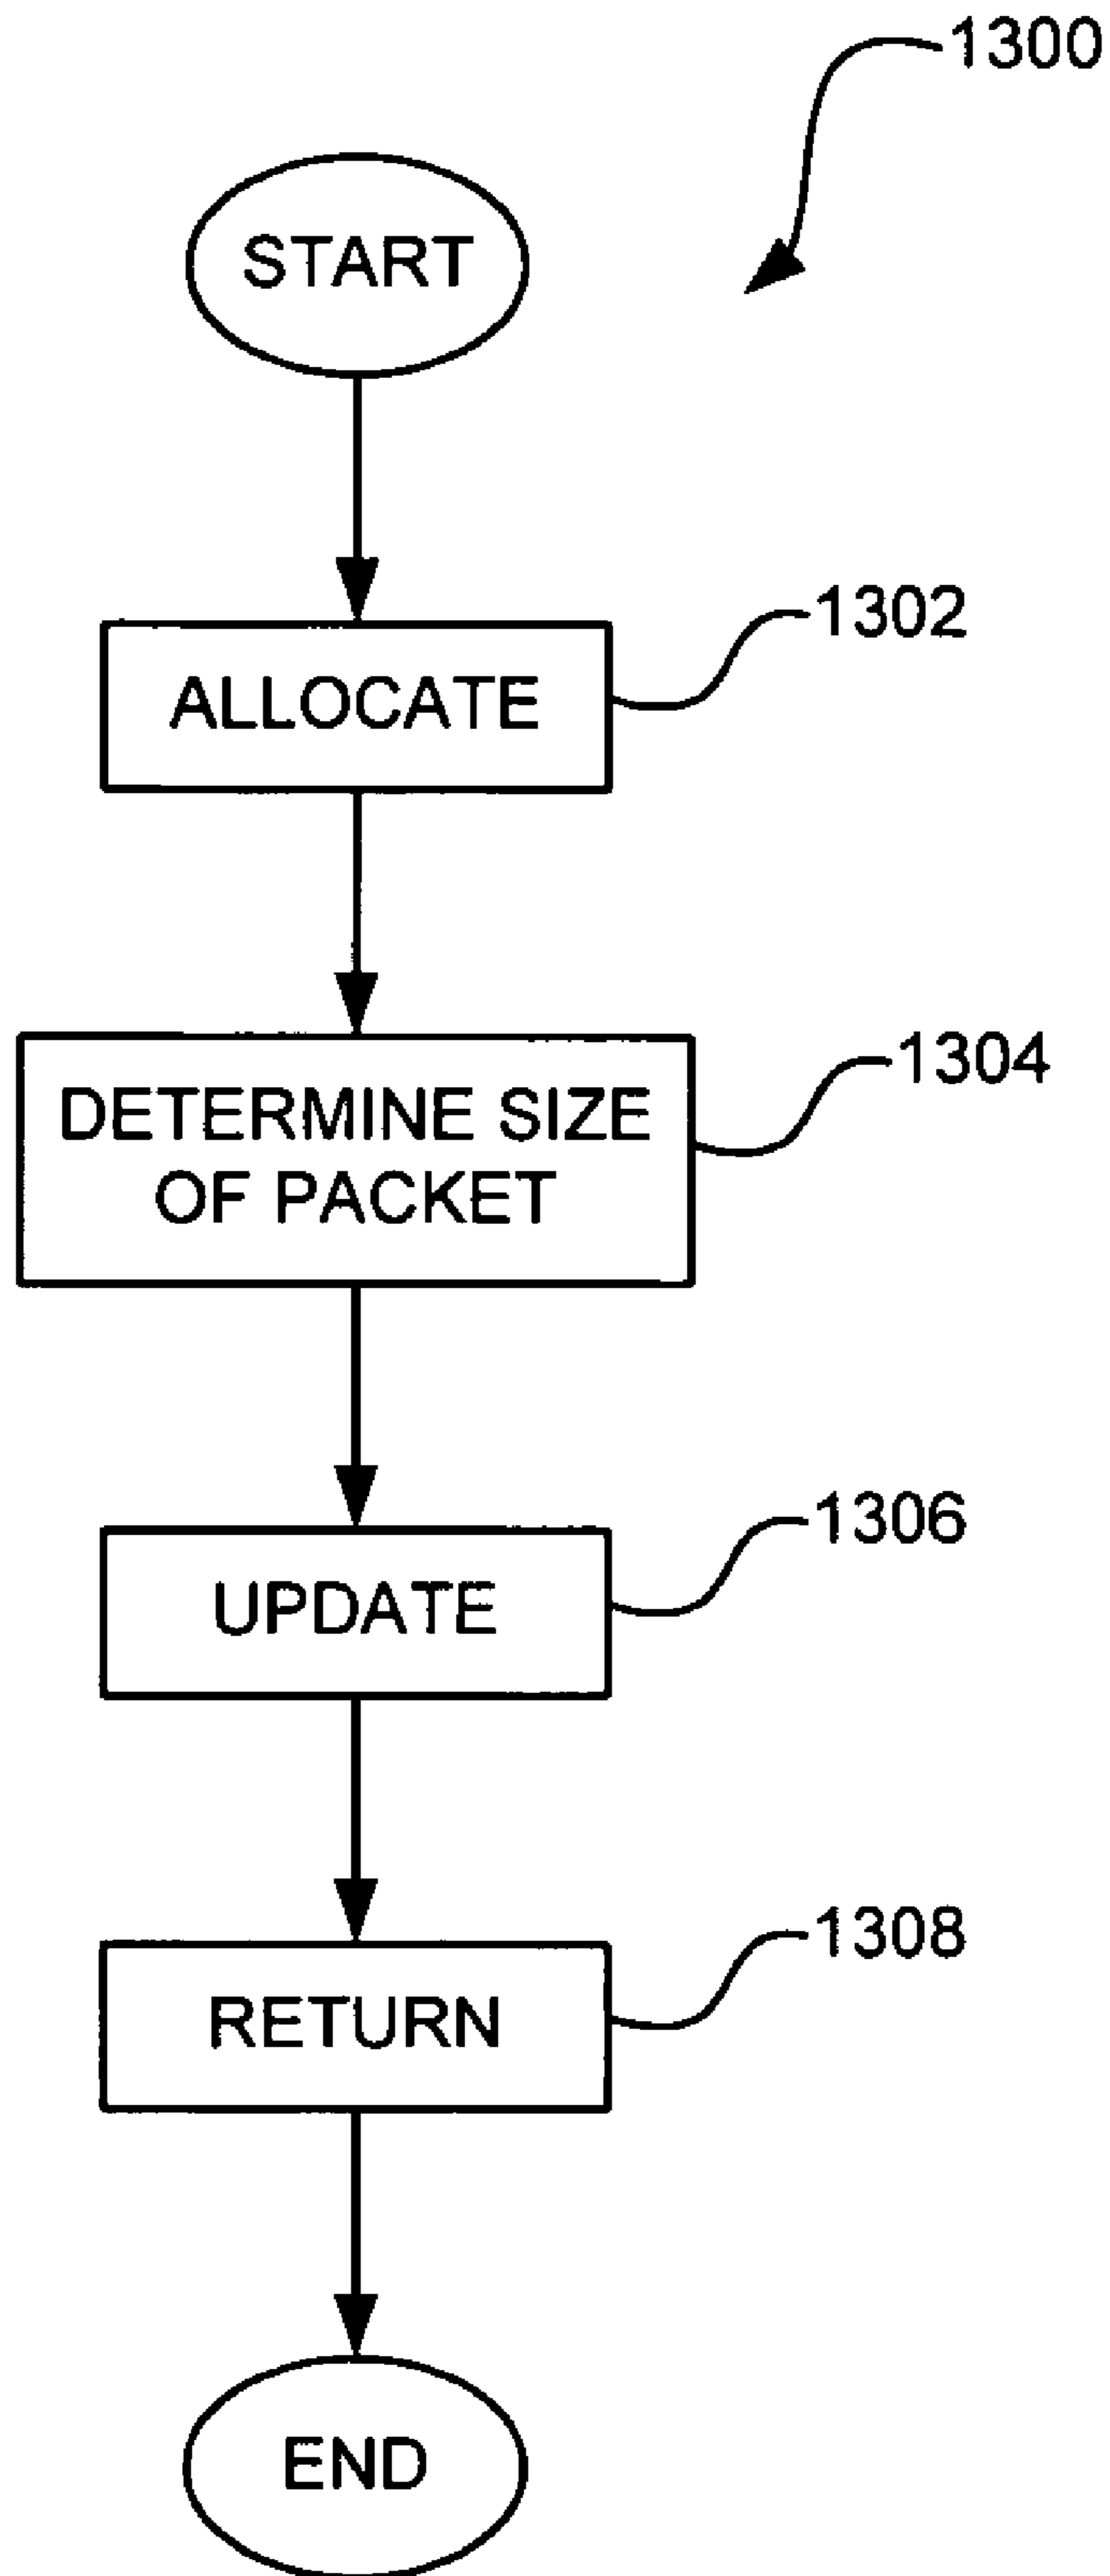 1300
START
1302
ALLOCATE
1304
DETERMINE SIZE
OF PACKET
1306
UPDATE
1308
RETURN
END